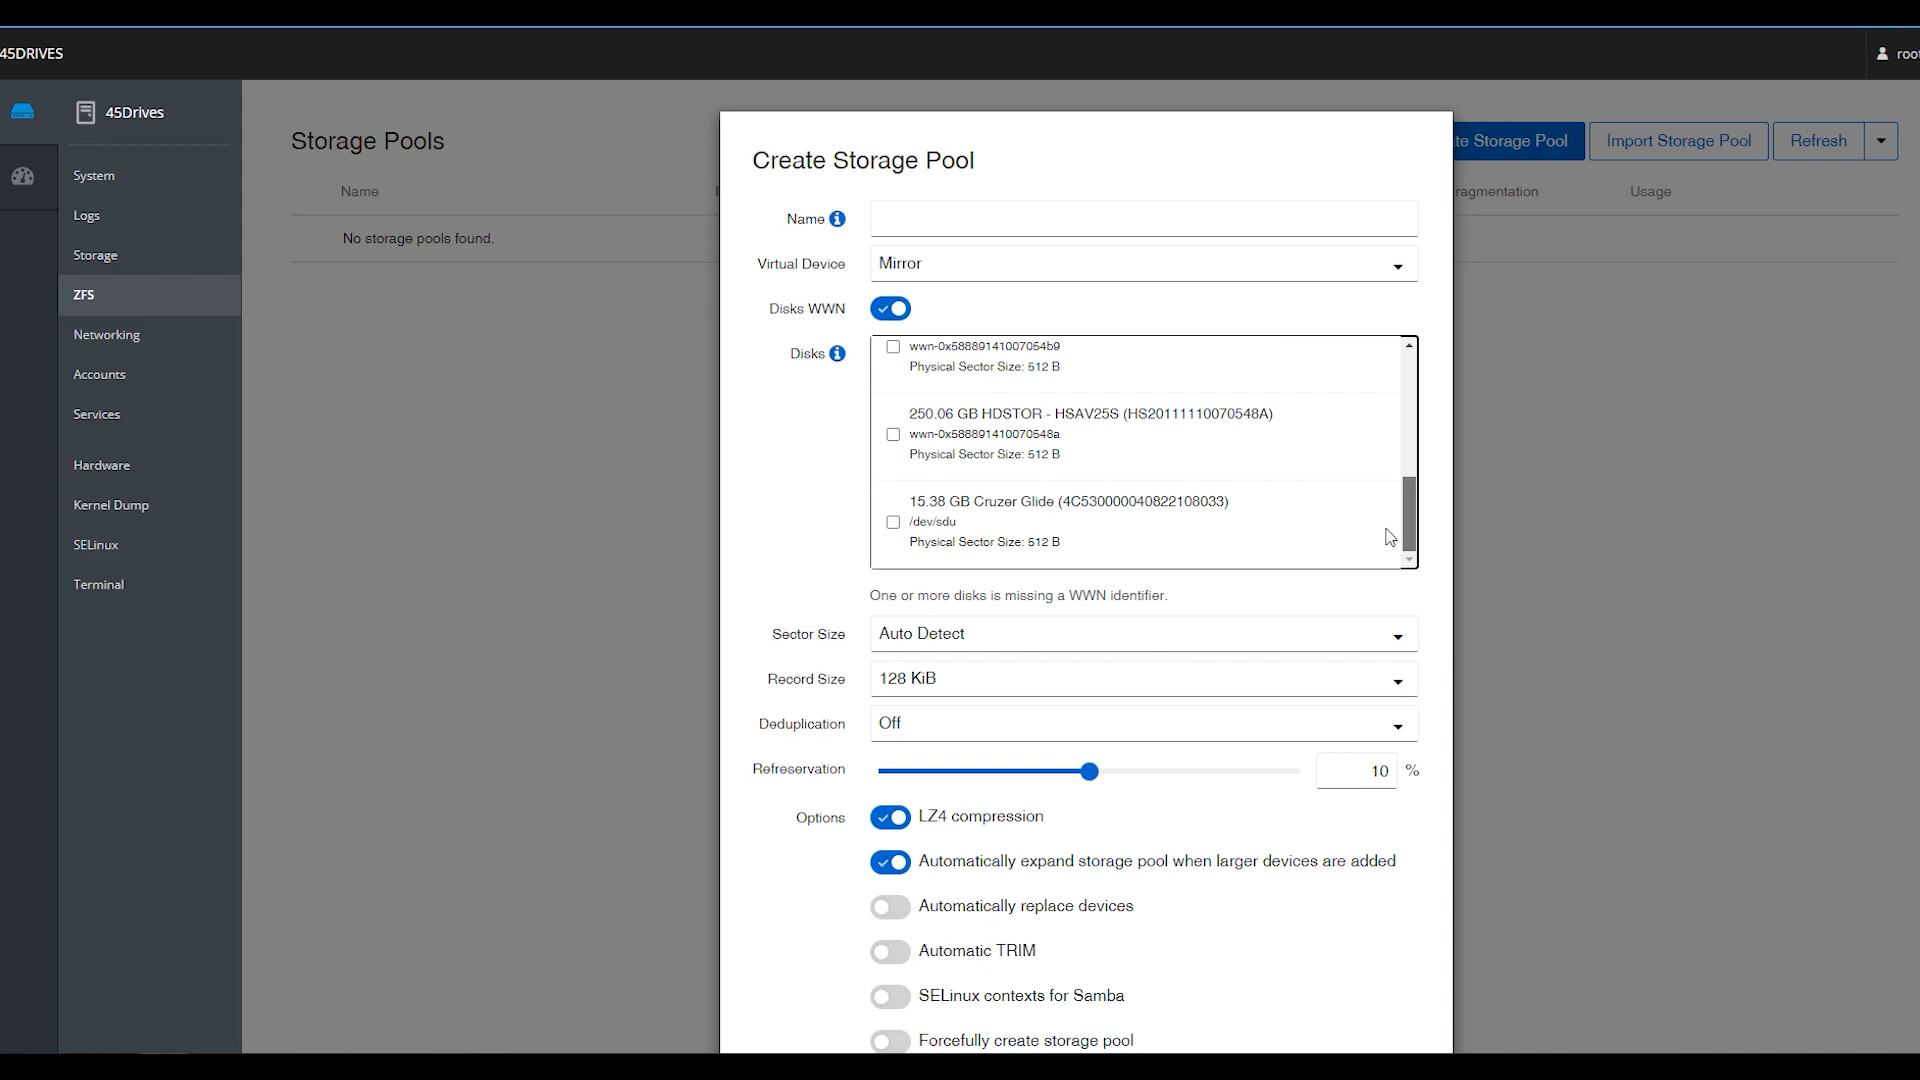 45DRIVES
root
45Drives
System
Logs
Storage
ZFS
Networking
Accounts
Services
Hardware
Kernel Dump
SELinux
Terminal
Storage Pools
te Storage Pool
Import Storage Pool
Refresh
Name
ragmentation
Usage
No storage pools found.
Create Storage Pool
Name
Virtual Device
Mirror
Disks WWN
Disks
wwn-0x58889141007054b9
Physical Sector Size: 512 B
250.06 GB HDSTOR - HSAV25S (HS20111110070548A)
wwn-0x588891410070548a
Physical Sector Size: 512 B
15.38 GB Cruzer Glide (4C530000040822108033)
/dev/sdu
Physical Sector Size: 512 B
One or more disks is missing a WWN identifier.
Sector Size
Auto Detect
Record Size
128 KiB
Deduplication
Off
Refreservation
10 %
Options
LZ4 compression
Automatically expand storage pool when larger devices are added
Automatically replace devices
Automatic TRIM
SELinux contexts for Samba
Forcefully create storage pool